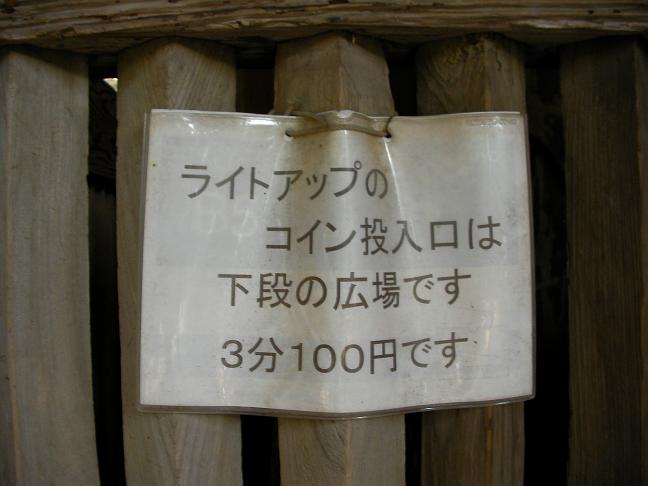 ライトアップの
コイン投入口は
下段の広場です
3分100円です